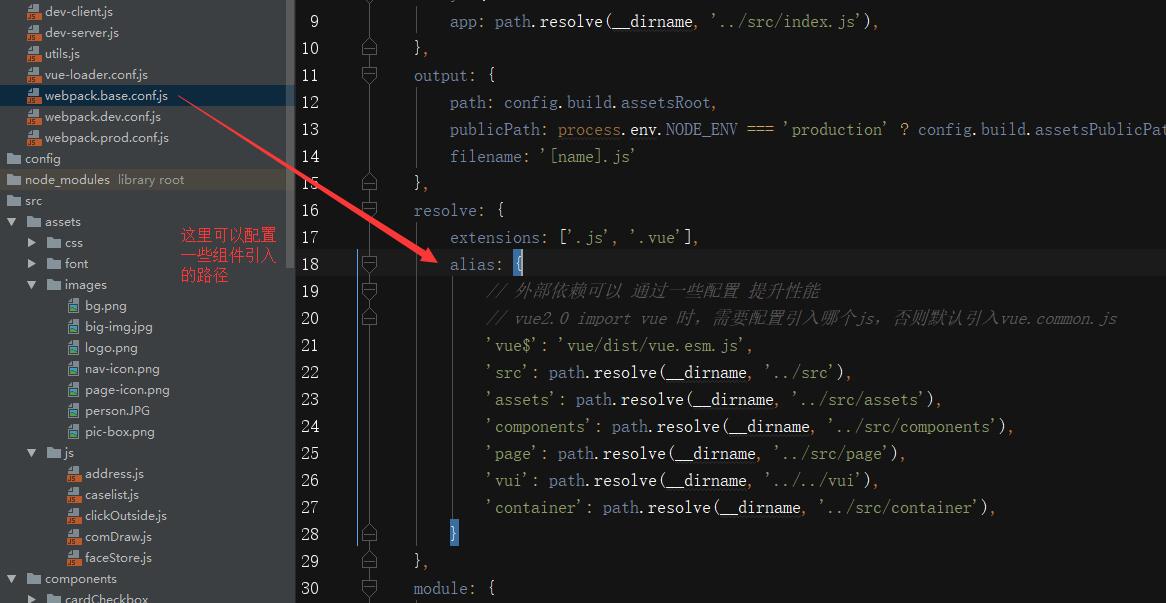 dev-client.js
dev-server.js
utils.js
vue-loader.conf.js
webpack.base.conf.js
webpack.dev.conf.js
webpack.prod.conf.js
config
node_modules library root
src
assets
css
font
images
bg.png
big-img.jpg
logo.png
nav-icon.png
page-icon.png
person.JPG
pic-box.png
js
address.js
caselist.js
clickOutside.js
comDraw.js
faceStore.js
components
cardCheckbox
这里可以配置
一些组件引入
的路径
9 app: path.resolve(__dirname, '../src/index.js'),
10 },
11 output: {
12 path: config.build.assetsRoot,
13 publicPath: process.env.NODE_ENV === 'production' ? config.build.assetsPublicPat
14 filename: '[name].js'
15 },
16 resolve: {
17 extensions: ['.js', '.vue'],
18 alias: {
19 // 外部依赖可以 通过一些配置 提升性能
20 // vue2.0 import vue 时，需要配置引入哪个js，否则默认引入vue.common.js
21 'vue$': 'vue/dist/vue.esm.js',
22 'src': path.resolve(__dirname, '../src'),
23 'assets': path.resolve(__dirname, '../src/assets'),
24 'components': path.resolve(__dirname, '../src/components'),
25 'page': path.resolve(__dirname, '../src/page'),
26 'vui': path.resolve(__dirname, '../../vui'),
27 'container': path.resolve(__dirname, '../src/container'),
28 }
29 },
30 module: {